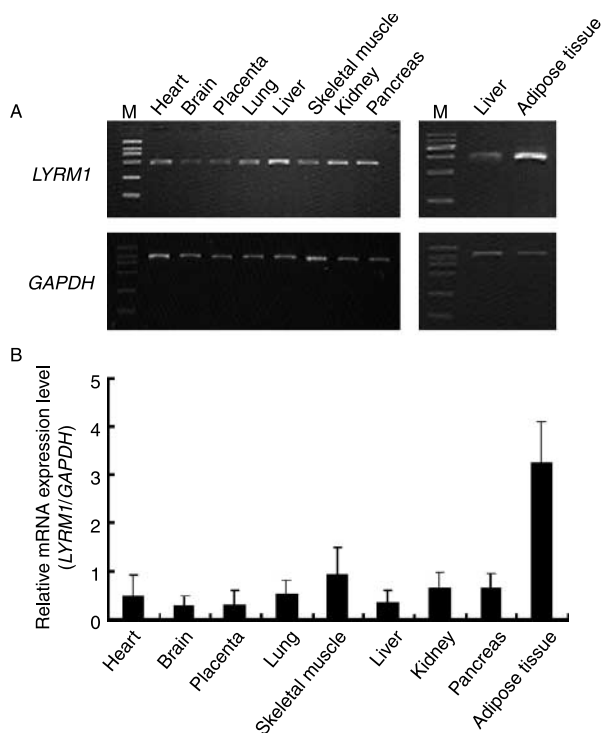 A
M
Heart
Brain
Placenta
Lung
Liver
Skeletal muscle
Kidney
Pancreas
M
Liver
Adipose tissue
LYRM1
GAPDH
B
Relative mRNA expression level
(LYRM1/GAPDH)
5
4
3
2
1
0
Heart
Brain
Placenta
Lung
Skeletal muscle
Liver
Kidney
Pancreas
Adipose tissue